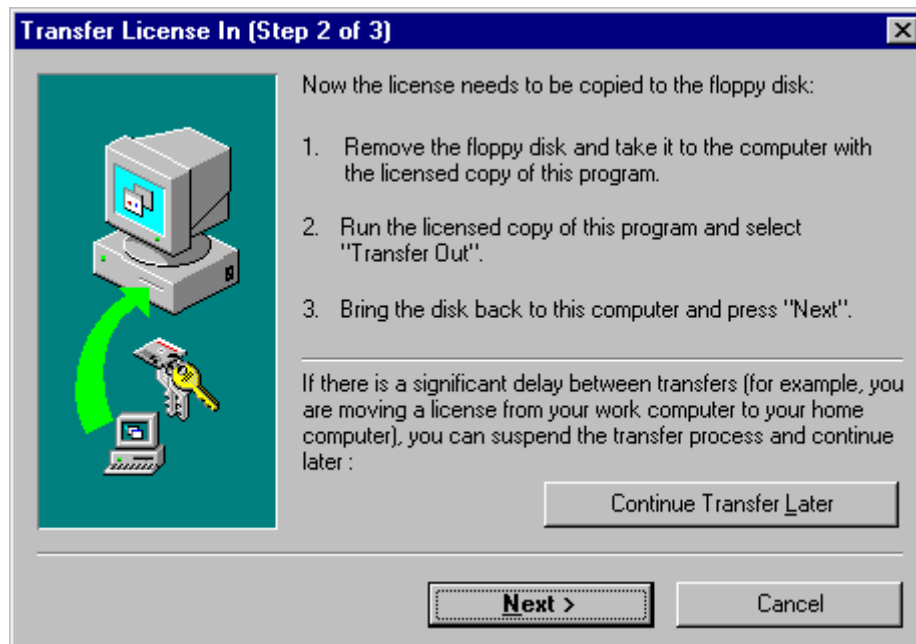 Transfer License In (Step 2 of 3)
Now the license needs to be copied to the floppy disk:
1. Remove the floppy disk and take it to the computer with
the licensed copy of this program.
2. Run the licensed copy of this program and select
"Transfer Out".
3. Bring the disk back to this computer and press "Next".
If there is a significant delay between transfers (for example, you
are moving a license from your work computer to your home
computer), you can suspend the transfer process and continue
later :
Continue Transfer Later
Next >
Cancel